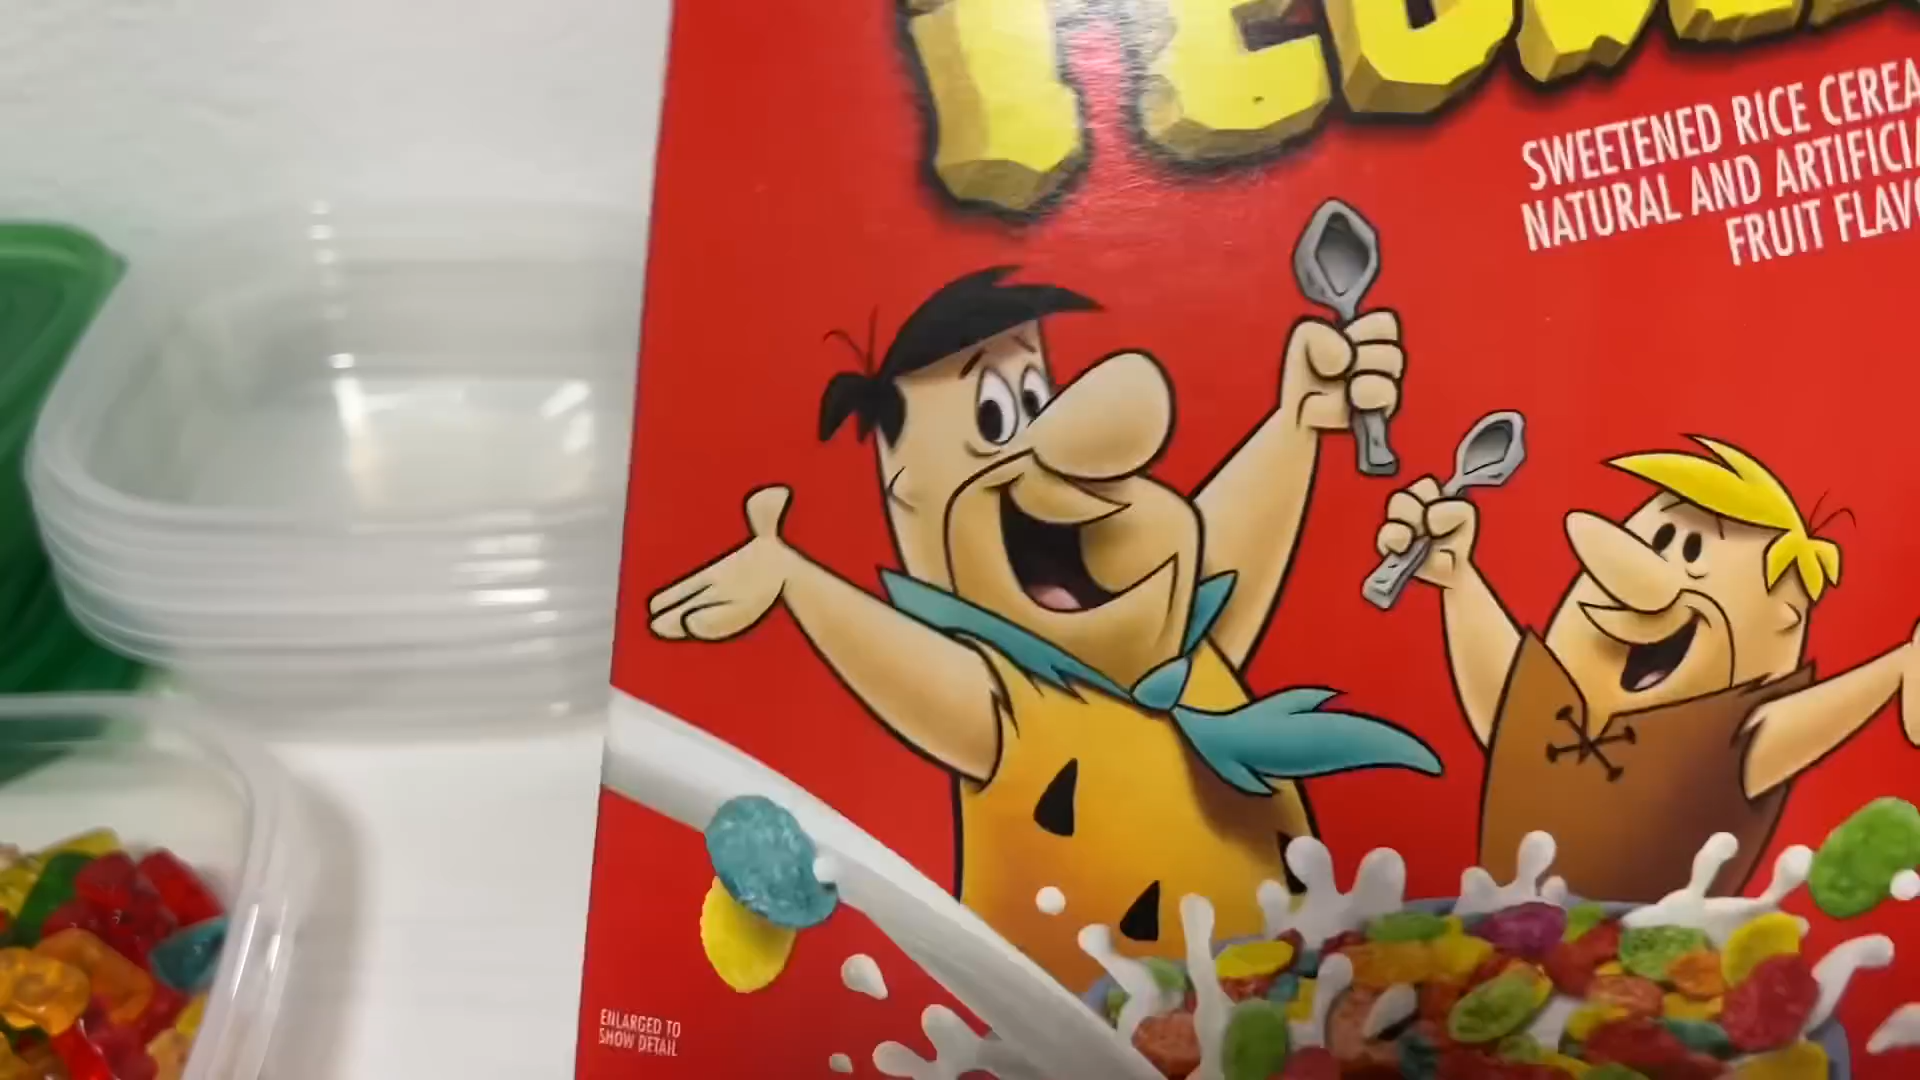 SWEETENED RICE CEREA
NATURAL AND ARTIFICIA
FRUIT FLAVO
ENLARGED TO
SHOW DETAIL